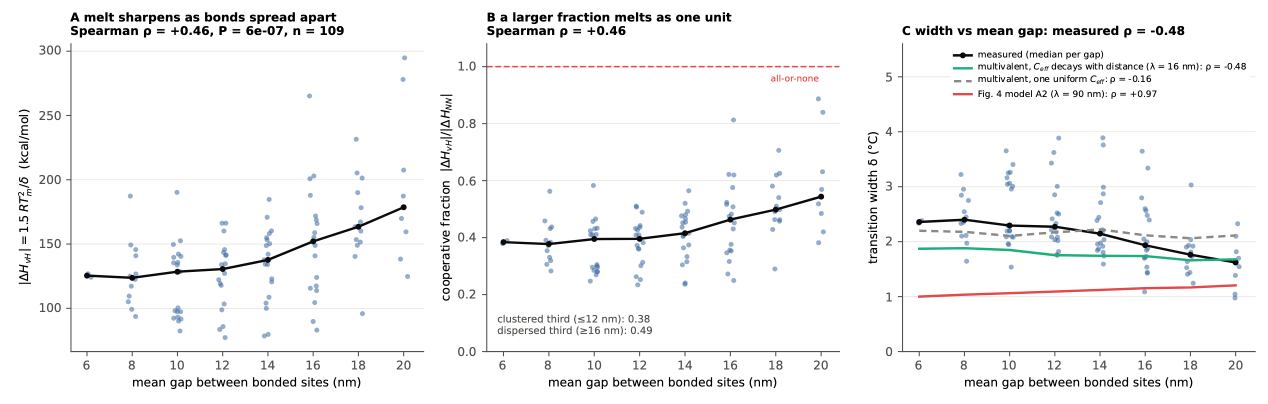 A melt sharpens as bonds spread apart
Spearman ρ = +0.46, P = 6e-07, n = 109
300
250
200
150
100
|ΔH_vH| = 1.5 RT²_m/δ (kcal/mol)
6 8 10 12 14 16 18 20
mean gap between bonded sites (nm)
B a larger fraction melts as one unit
Spearman ρ = +0.46
1.0
0.8
0.6
0.4
0.2
0.0
cooperative fraction |ΔH_vH|/|ΔH_NN|
all-or-none
clustered third (≤12 nm): 0.38
dispersed third (≥16 nm): 0.49
6 8 10 12 14 16 18 20
mean gap between bonded sites (nm)
C width vs mean gap: measured ρ = -0.48
measured (median per gap)
multivalent, C_eff decays with distance (λ = 16 nm): ρ = -0.48
multivalent, one uniform C_eff: ρ = -0.16
Fig. 4 model A2 (λ = 90 nm): ρ = +0.97
5
4
3
2
1
0
transition width δ (°C)
6 8 10 12 14 16 18 20
mean gap between bonded sites (nm)